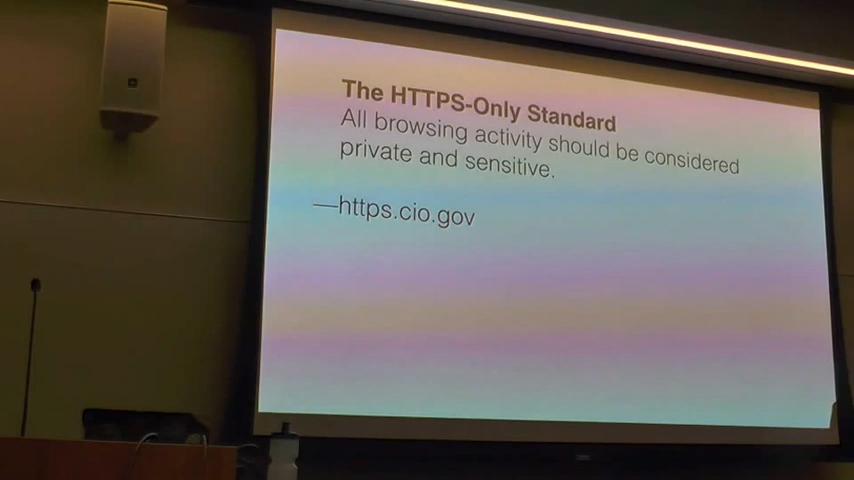 The HTTPS-Only Standard
All browsing activity should be considered
private and sensitive.
—https.cio.gov